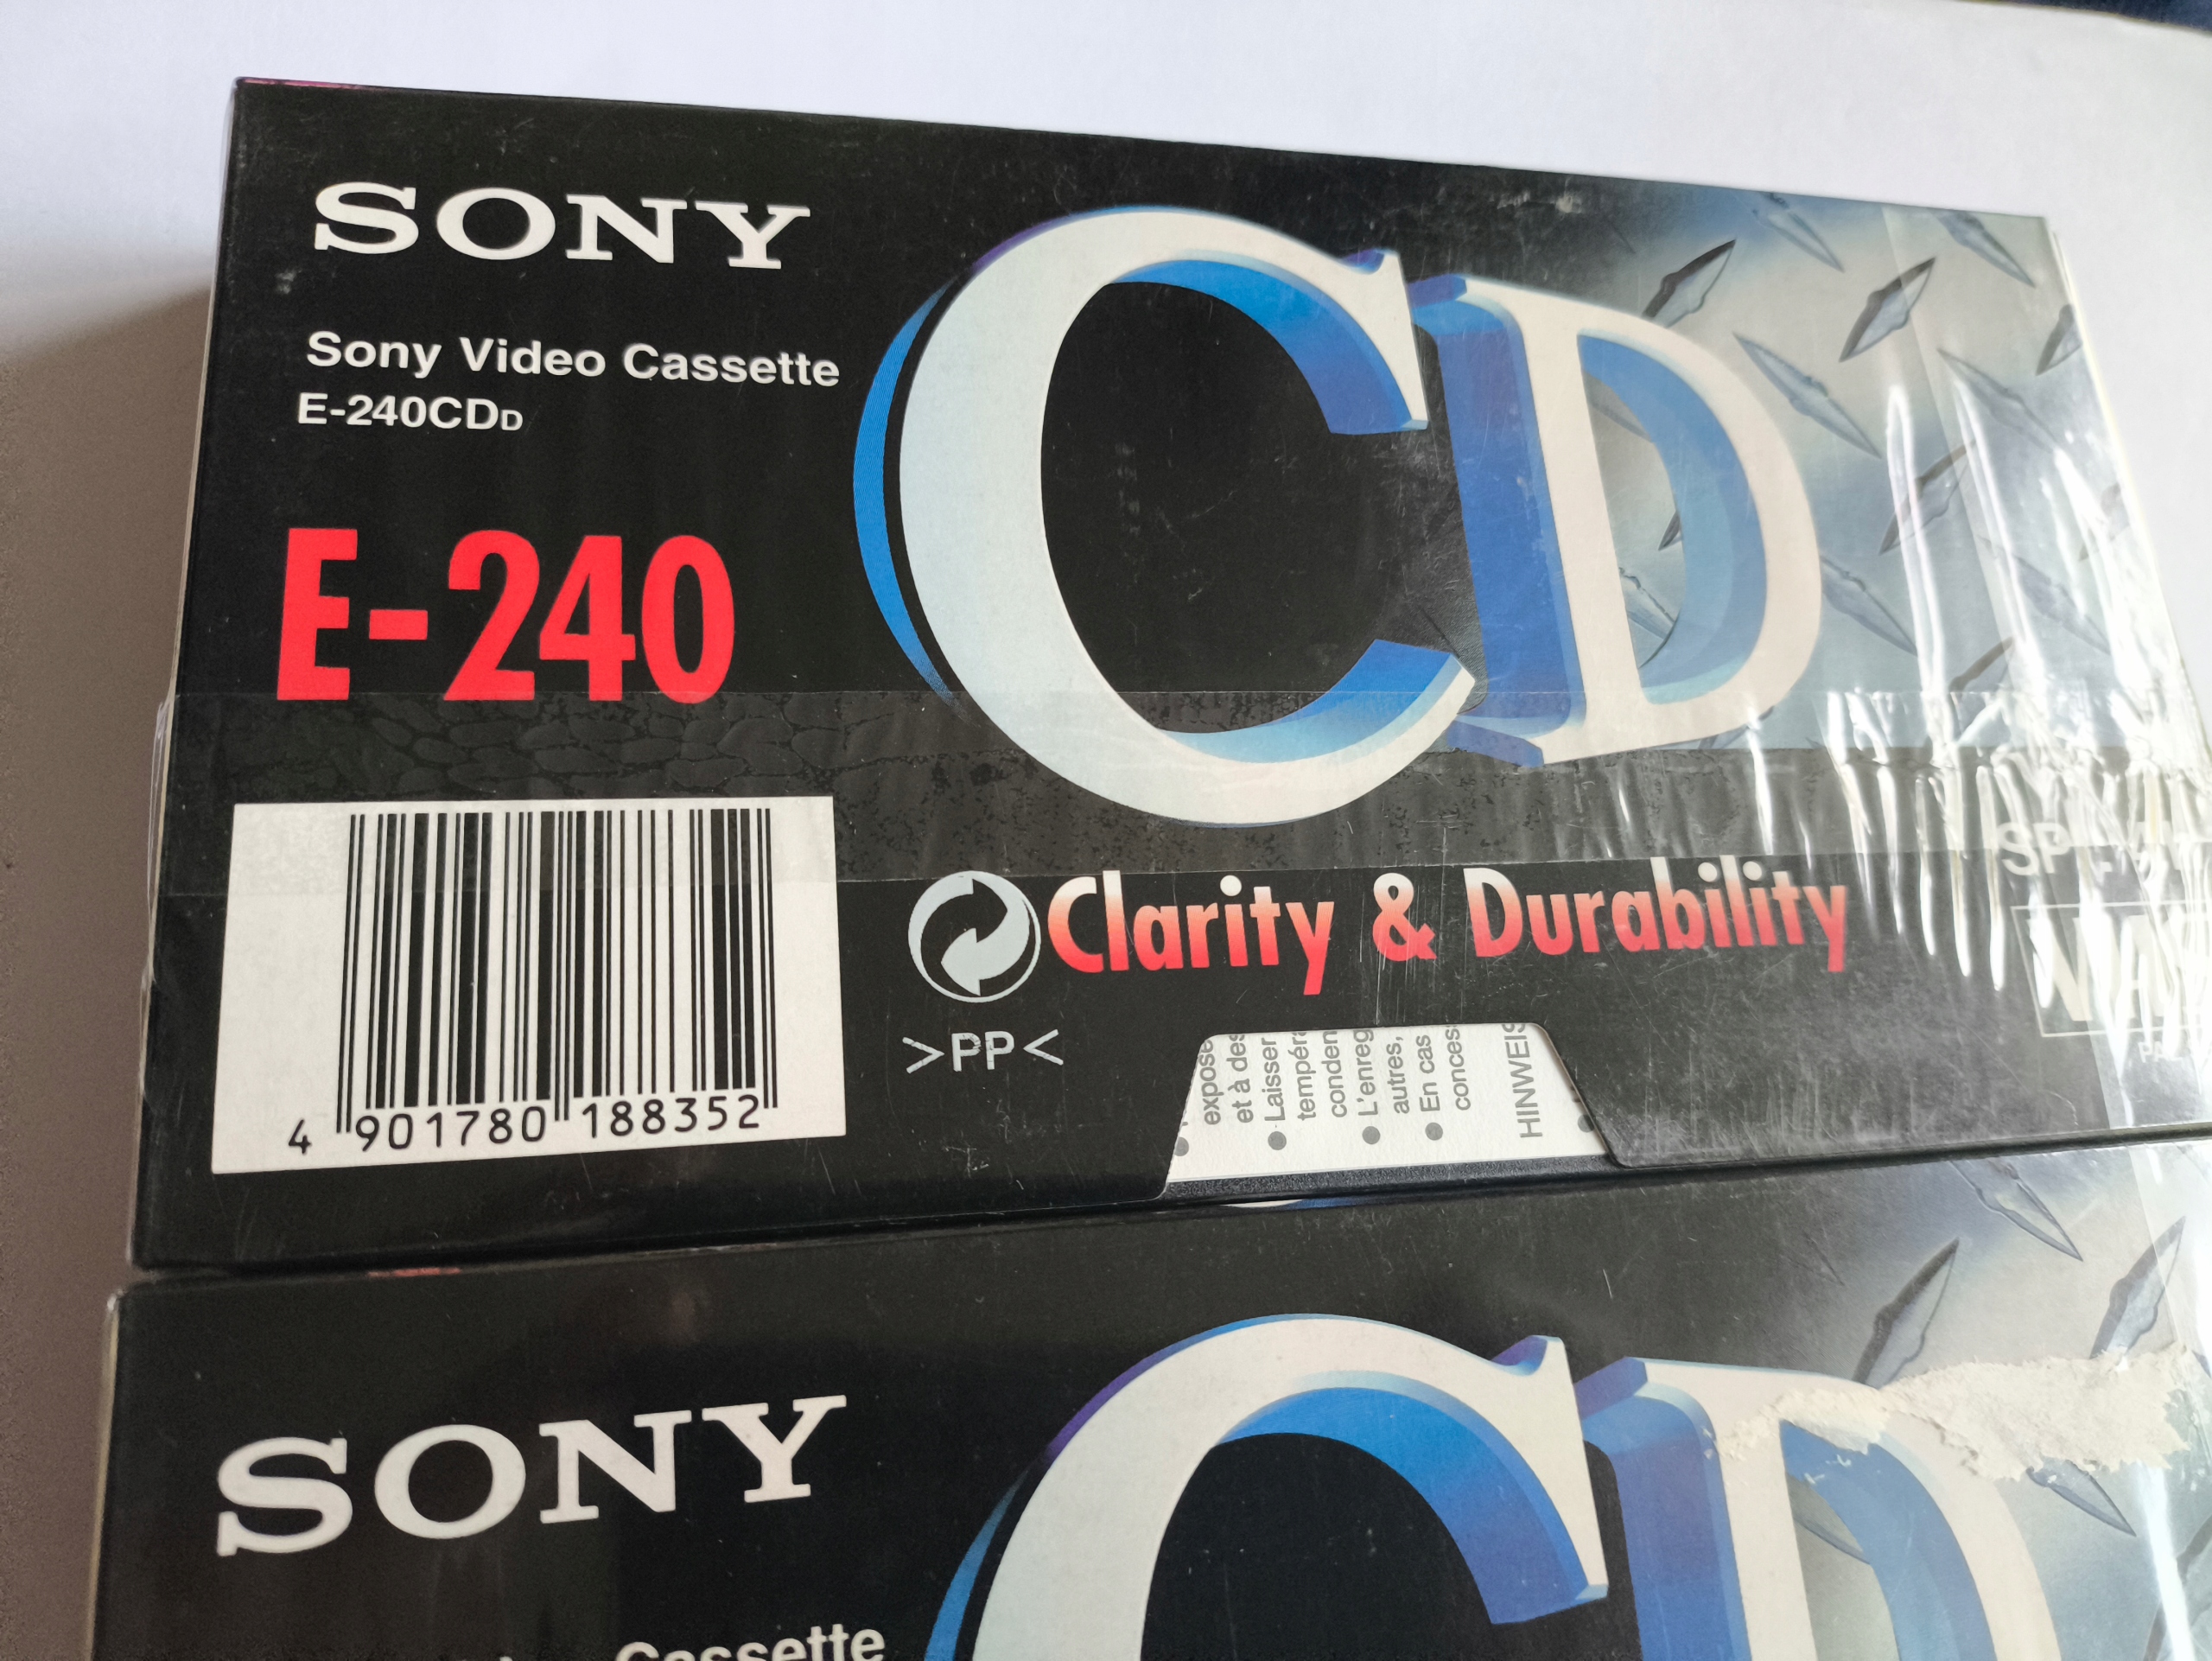 SONY
Sony Video Cassette
E-240CDD
E-240
CD
Clarity & Durability
>PP<
4 901780 188352
expose
et à des
Laisser
tempéra
conden
L'enreg
autres,
En cas
conces
HINWEIS
SONY
CD
Cassette